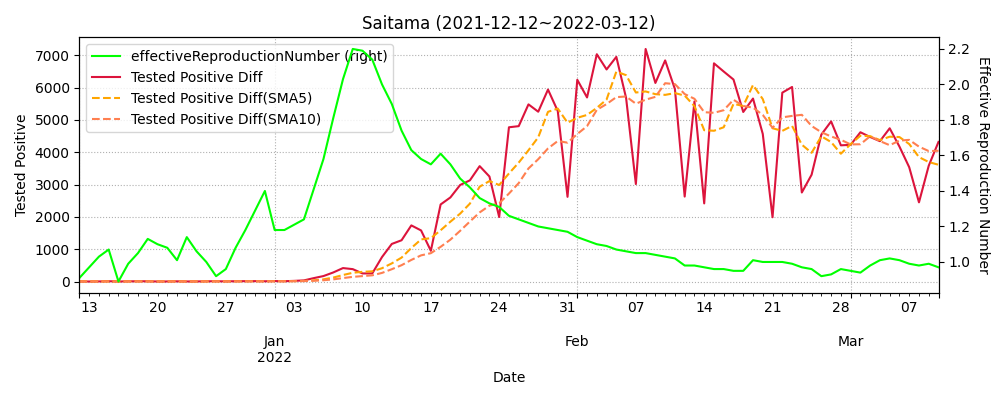 Saitama (2021-12-12~2022-03-12)
effectiveReproductionNumber (right)
Tested Positive Diff
Tested Positive Diff(SMA5)
Tested Positive Diff(SMA10)
Tested Positive
7000
6000
5000
4000
3000
2000
1000
0
2.2
2.0
1.8
1.6
1.4
1.2
1.0
Effective Reproduction Number
13 20 27 03 10 17 24 31 07 14 21 28 07
Jan Feb Mar
2022
Date